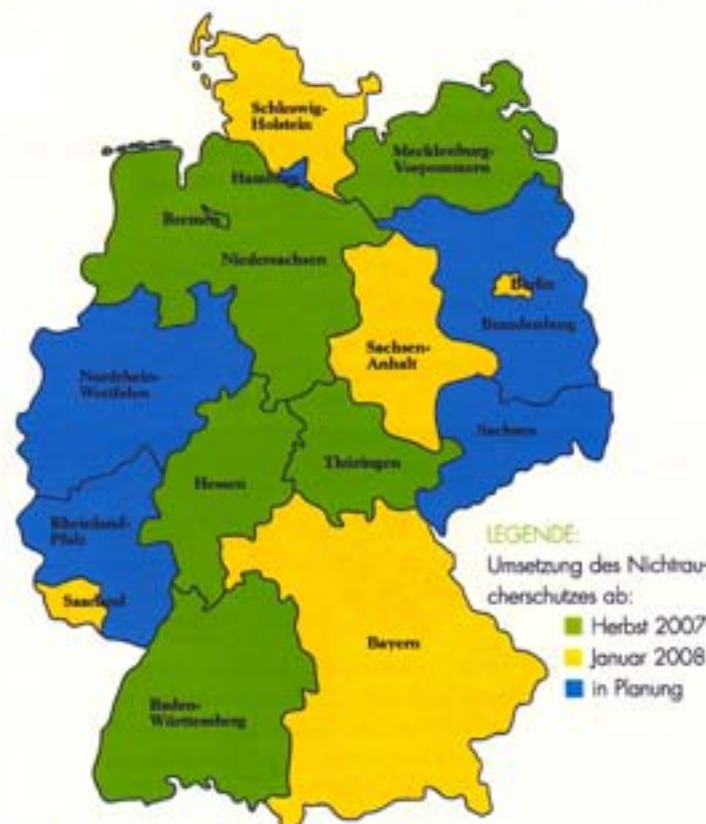 Schleswig-
Holstein
Mecklenburg-
Vorpommern
Hamburg
Bremen
Niedersachsen
Berlin
Brandenburg
Sachsen-
Anhalt
Nordrhein-
Westfalen
Sachsen
Hessen
Thüringen
Rheinland-
Pfalz
Saarland
Bayern
Baden-
Württemberg
LEGENDE:
Umsetzung des Nichtrau-
cherschutzes ab:
Herbst 2007
Januar 2008
in Planung